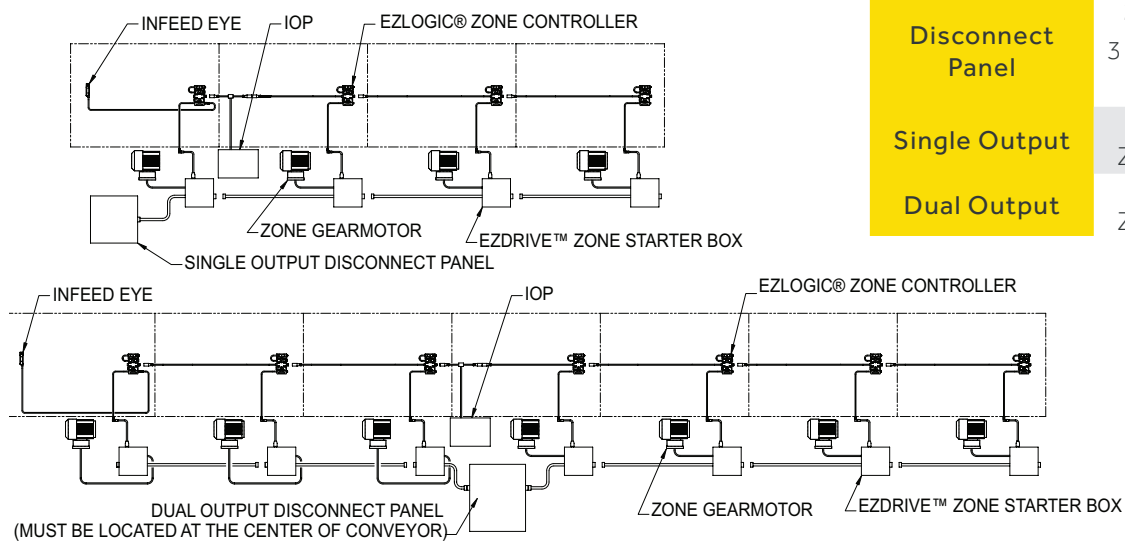 INFEED EYE
IOP
EZLOGIC® ZONE CONTROLLER
ZONE GEARMOTOR
EZDRIVE™ ZONE STARTER BOX
SINGLE OUTPUT DISCONNECT PANEL
Disconnect
Panel
3
Single Output
Dual Output
INFEED EYE
IOP
EZLOGIC® ZONE CONTROLLER
DUAL OUTPUT DISCONNECT PANEL
(MUST BE LOCATED AT THE CENTER OF CONVEYOR)
ZONE GEARMOTOR
EZDRIVE™ ZONE STARTER BOX